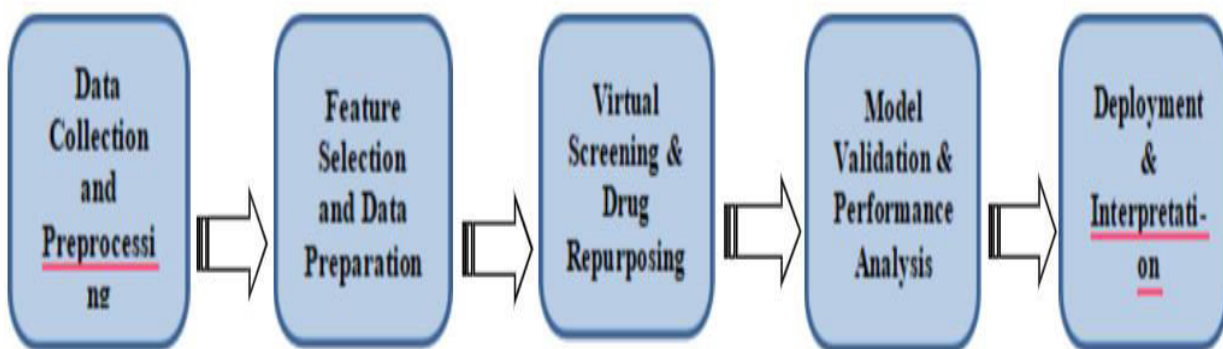 Data
Collection
and
Preprocessi
ng
Feature
Selection
and Data
Preparation
Virtual
Screening &
Drug
Repurposing
Model
Validation &
Performance
Analysis
Deployment
&
Interpretati-
on